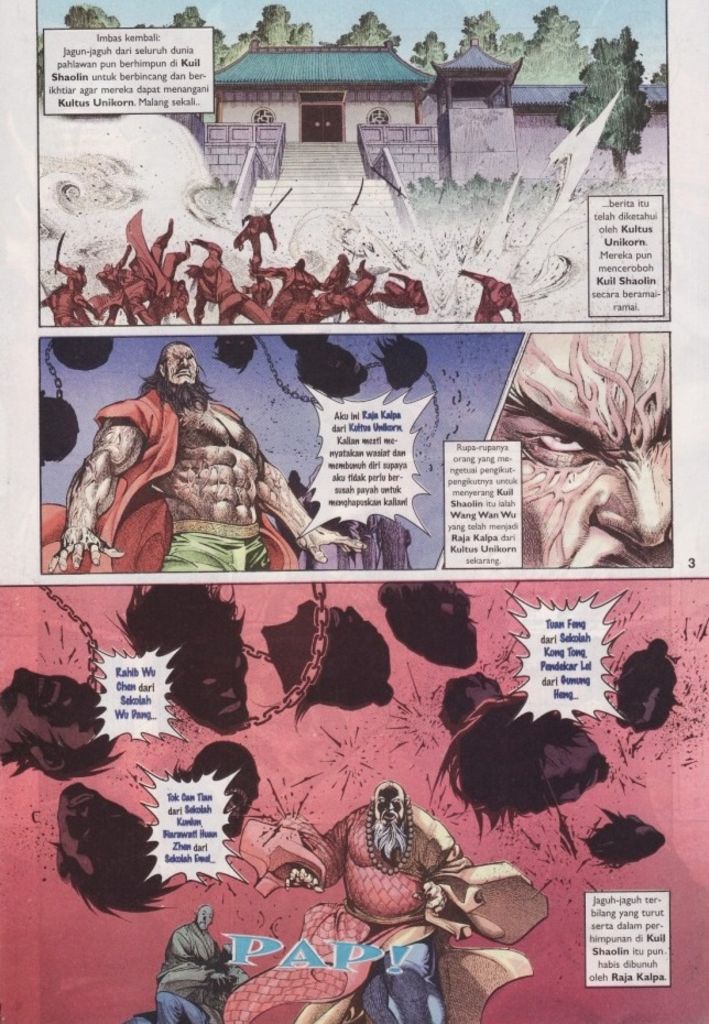 Imbas kembali:
Jagun-jaguh dari seluruh dunia
pahlawan pun berhimpun di Kuil
Shaolin untuk berbincang dan ber-
ikhtiar agar mereka dapat menangani
Kultus Unikorn. Malang sekali..
...berita itu
telah diketahui
oleh Kultus
Unikorn.
Mereka pun
menceroboh
Kuil Shaolin
secara beramai-
ramai.
Aku ini Raja Kalpa
dari Kultus Unikorn!
Kalian mesti me-
netak wasiat dan
membunuh diri supaya
aku tidak perlu ber-
susah payah untuk
menghapuskan kalian!
Rupa-rupanya
orang yang me-
ngetuai pengikut-
pengikutnya untuk
menyerang Kuil
Shaolin itu ialah
Wang Wan Wu
yang telah menjadi
Raja Kalpa dari
Kultus Unikorn
sekarang.
3
Rahib Wu
Chen dari
Sekolah
Wu Dang...
Tuan Feng
dari Sekolah
Kong Tong,
Pendekar Lei
dari Gunung
Heng...
Tok Can Tian
dari Sekolah
Kunlun,
Biarawati Huan
Zhen dari
Sekolah Emei...
PAP!
Jaguh-jaguh ter-
bilang yang turut
serta dalam per-
himpunan di Kuil
Shaolin itu pun
habis dibunuh
oleh Raja Kalpa.